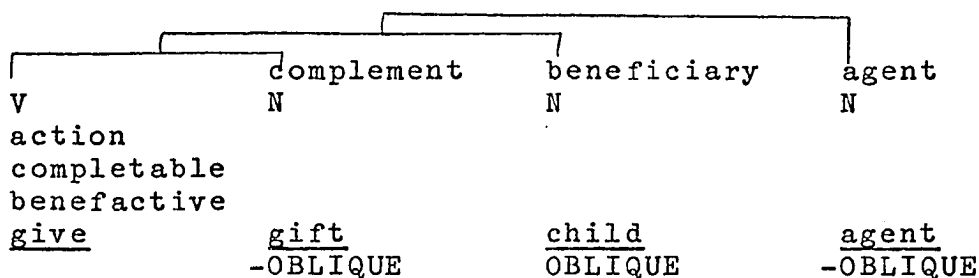 complement beneficiary agent
V N N N
action
completable
benefactive
give gift child agent
-OBLIQUE OBLIQUE -OBLIQUE